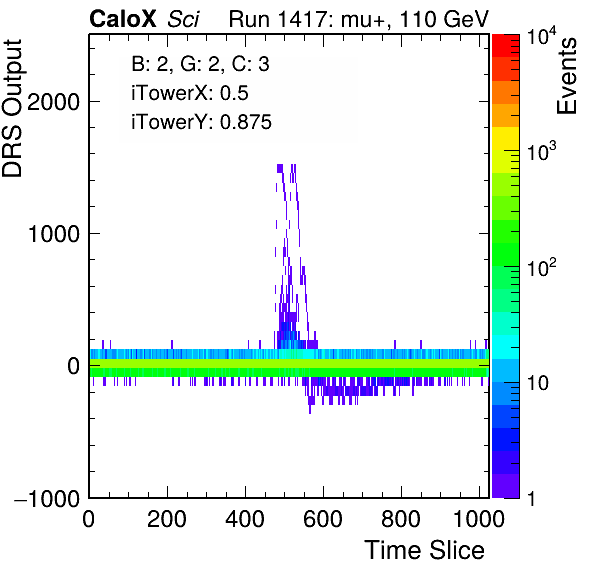 CaloX Sci Run 1417: mu+, 110 GeV
B: 2, G: 2, C: 3
iTowerX: 0.5
iTowerY: 0.875
DRS Output
2000
1000
0
−1000
0 200 400 600 800 1000
Time Slice
Events
10^4
10^3
10^2
10
1